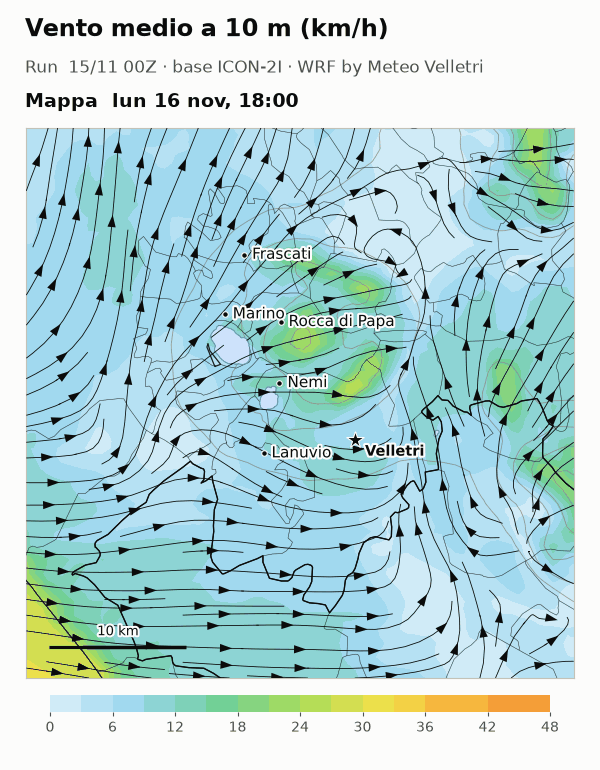 Vento medio a 10 m (km/h)
Run 15/11 00Z · base ICON-2I · WRF by Meteo Velletri
Mappa lun 16 nov, 18:00
Frascati
Marino
Rocca di Papa
Nemi
Velletri
Lanuvio
10 km
0 6 12 18 24 30 36 42 48